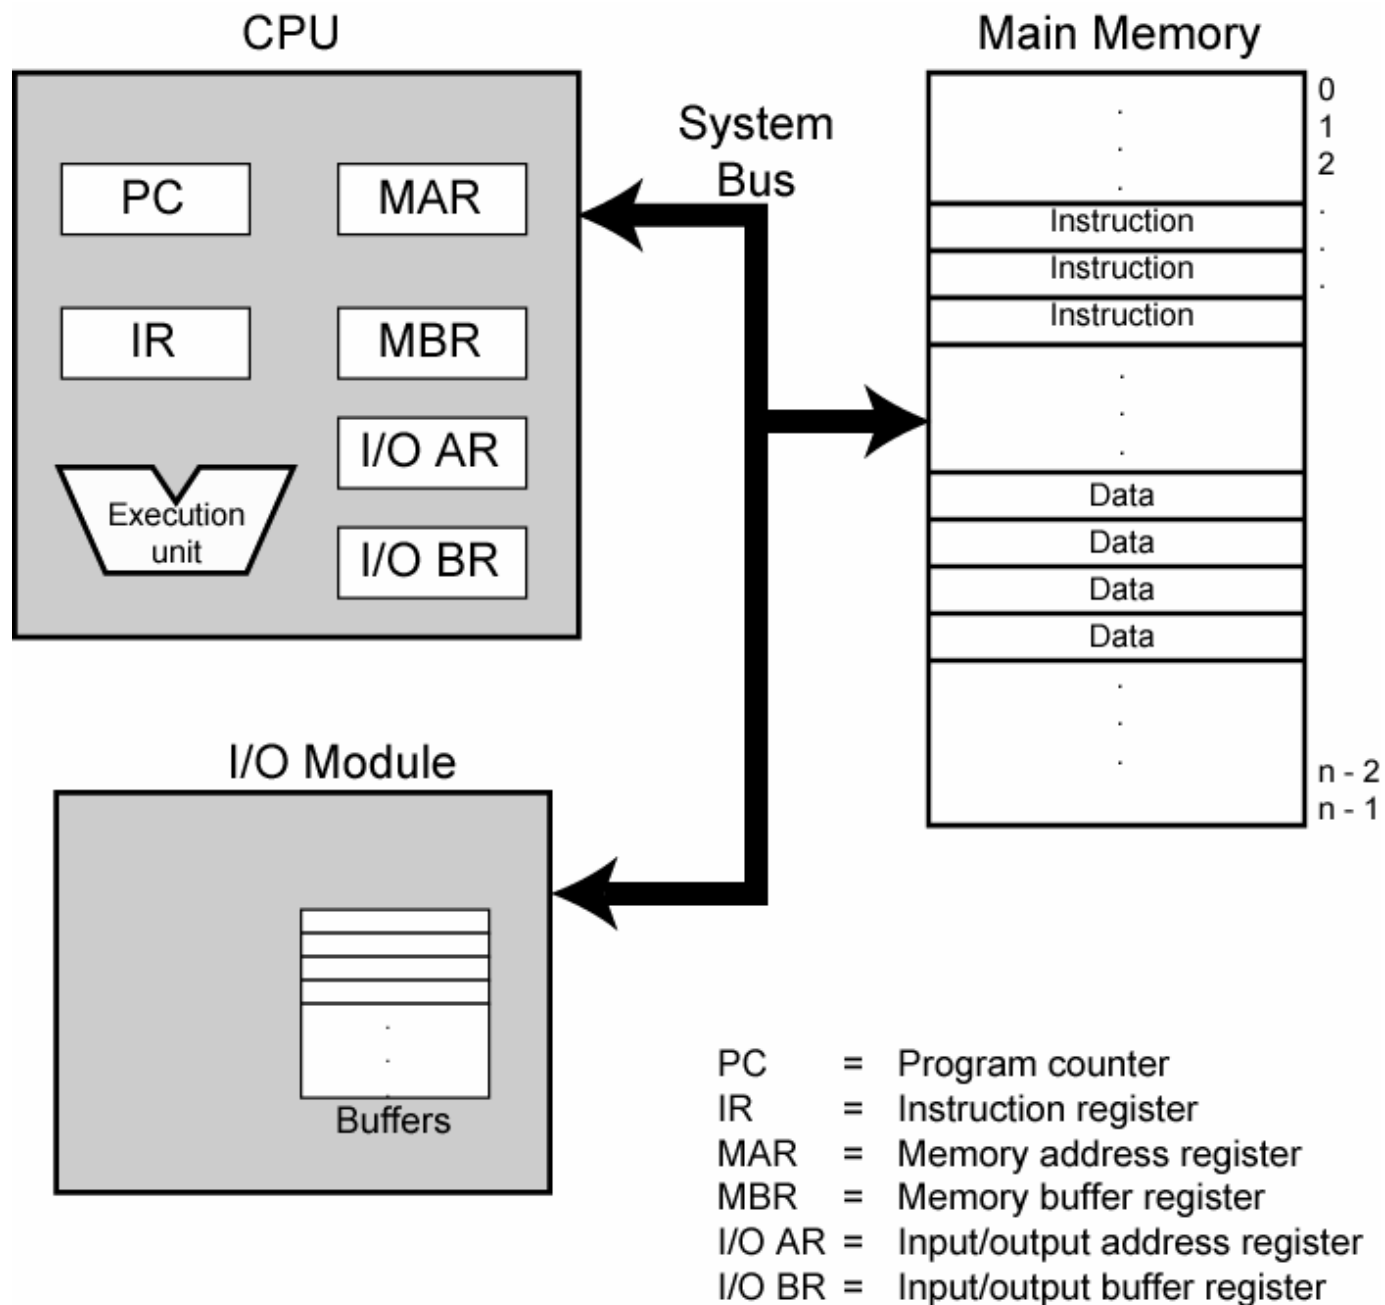 CPU
PC
MAR
IR
MBR
I/O AR
Execution
unit
I/O BR
System
Bus
Main Memory
0
1
2
.
.
.
.
.
.
Instruction
Instruction
Instruction
.
.
.
Data
Data
Data
Data
.
.
.
n - 2
n - 1
I/O Module
.
.
.
Buffers
PC = Program counter
IR = Instruction register
MAR = Memory address register
MBR = Memory buffer register
I/O AR = Input/output address register
I/O BR = Input/output buffer register